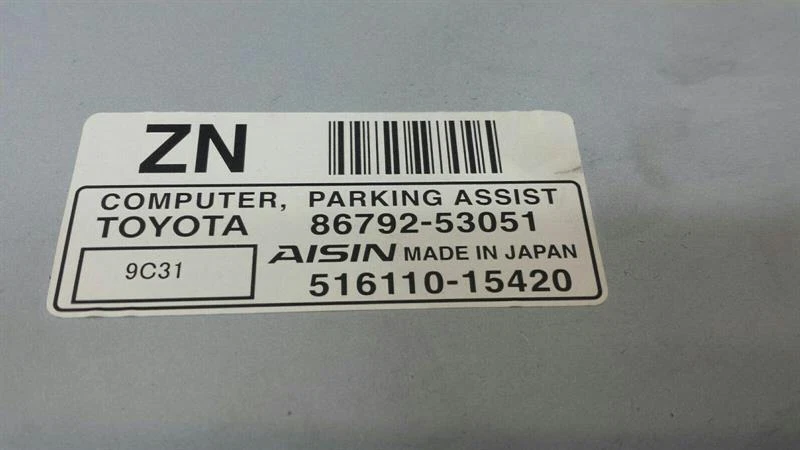 ZN
COMPUTER, PARKING ASSIST
TOYOTA 86792-53051
9C31
AISIN MADE IN JAPAN
516110-15420